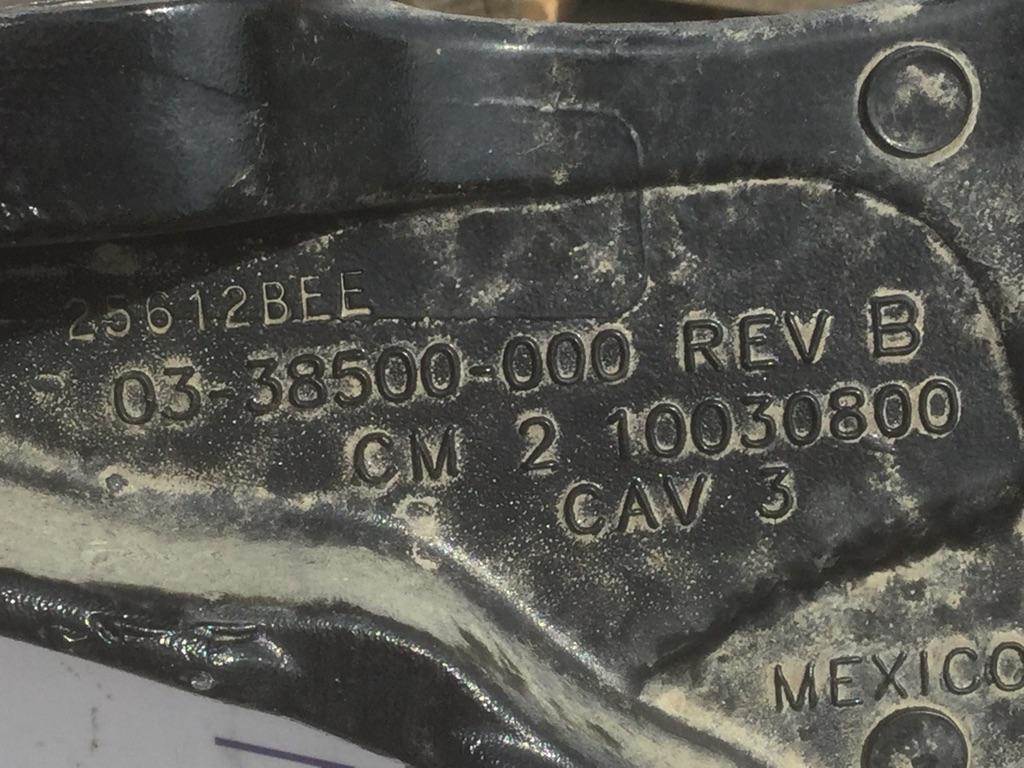 25612BEE
03-38500-000 REV B
CM 2 10030800
CAV 3
MEXICO